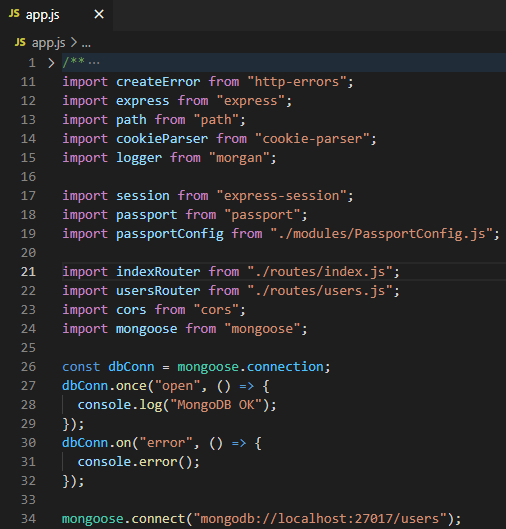 JS app.js ×
JS app.js > ...
1 > /** ...
11 import createError from "http-errors";
12 import express from "express";
13 import path from "path";
14 import cookieParser from "cookie-parser";
15 import logger from "morgan";
16
17 import session from "express-session";
18 import passport from "passport";
19 import passportConfig from "./modules/PassportConfig.js";
20
21 import indexRouter from "./routes/index.js";
22 import usersRouter from "./routes/users.js";
23 import cors from "cors";
24 import mongoose from "mongoose";
25
26 const dbConn = mongoose.connection;
27 dbConn.once("open", () => {
28   console.log("MongoDB OK");
29 });
30 dbConn.on("error", () => {
31   console.error();
32 });
33
34 mongoose.connect("mongodb://localhost:27017/users");